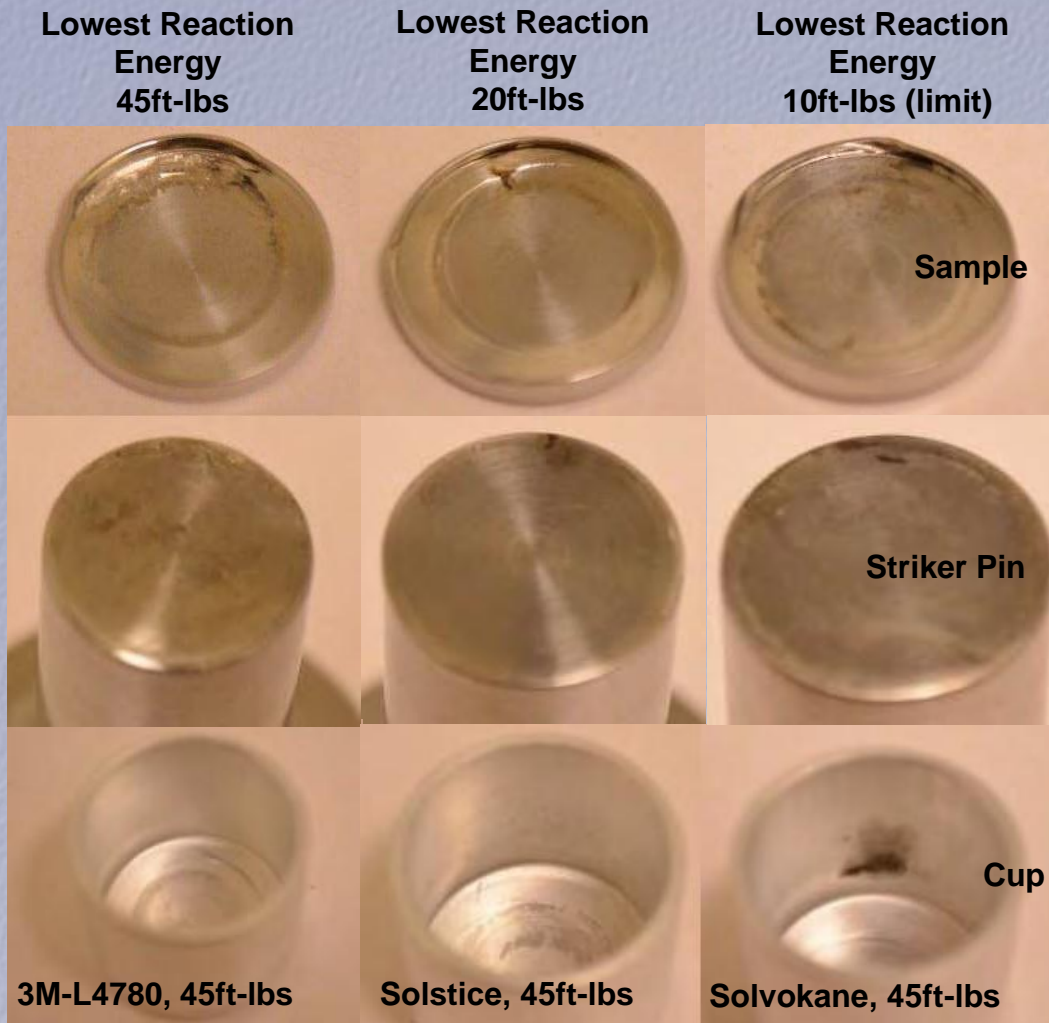 Lowest Reaction
Energy
45ft-lbs
Lowest Reaction
Energy
20ft-lbs
Lowest Reaction
Energy
10ft-lbs (limit)
Sample
Striker Pin
Cup
3M-L4780, 45ft-lbs
Solstice, 45ft-lbs
Solvokane, 45ft-lbs